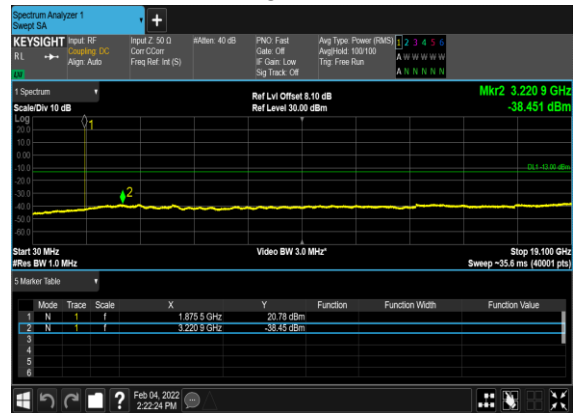 Spectrum Analyzer 1
Swept SA
+
KEYSIGHT Input: RF Input Z: 50 Ω #Atten: 40 dB PNO: Fast Avg Type: Power (RMS) 1 2 3 4 5 6
RL Coupling: DC Corr CCorr Gate: Off Avg|Hold: 100/100 A W W W W W
Align: Auto Freq Ref: Int (S) IF Gain: Low Trig: Free Run
Sig Track: Off A N N N N N
1 Spectrum
Ref Lvl Offset 8.10 dB Mkr2 3.220 9 GHz
Scale/Div 10 dB Ref Level 30.00 dBm -38.451 dBm
Log
20.0
10.0
0.00
-10.0
DL1 -13.00 dBm
-20.0
-30.0
-40.0
-50.0
-60.0
1
2
Start 30 MHz Video BW 3.0 MHz* Stop 19.100 GHz
#Res BW 1.0 MHz Sweep ~35.6 ms (40001 pts)
5 Marker Table
Mode Trace Scale X Y Function Function Width Function Value
1 N 1 f 1.875 5 GHz 20.78 dBm
2 N 1 f 3.220 9 GHz -38.45 dBm
3
4
5
6
? Feb 04, 2022
2:22:24 PM